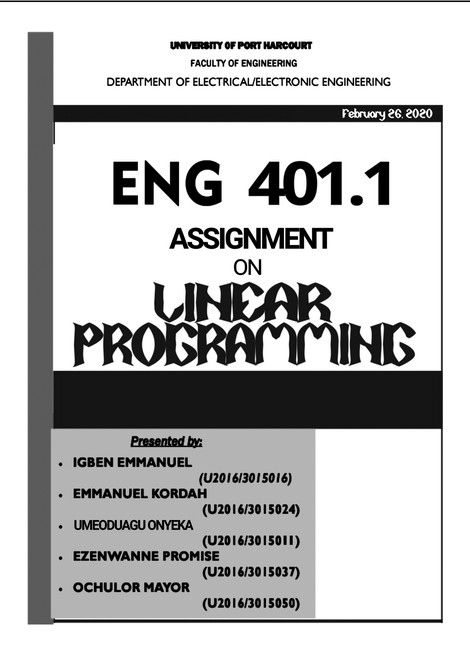 UNIVERSITY OF PORT HARCOURT
FACULTY OF ENGINEERING
DEPARTMENT OF ELECTRICAL/ELECTRONIC ENGINEERING
February 26, 2020
ENG 401.1
ASSIGNMENT
ON
LINEAR
PROGRAMMING
Presented by:
• IGBEN EMMANUEL
(U2016/3015016)
• EMMANUEL KORDAH
(U2016/3015024)
• UMEODUAGU ONYEKA
(U2016/3015011)
• EZENWANNE PROMISE
(U2016/3015037)
• OCHULOR MAYOR
(U2016/3015050)